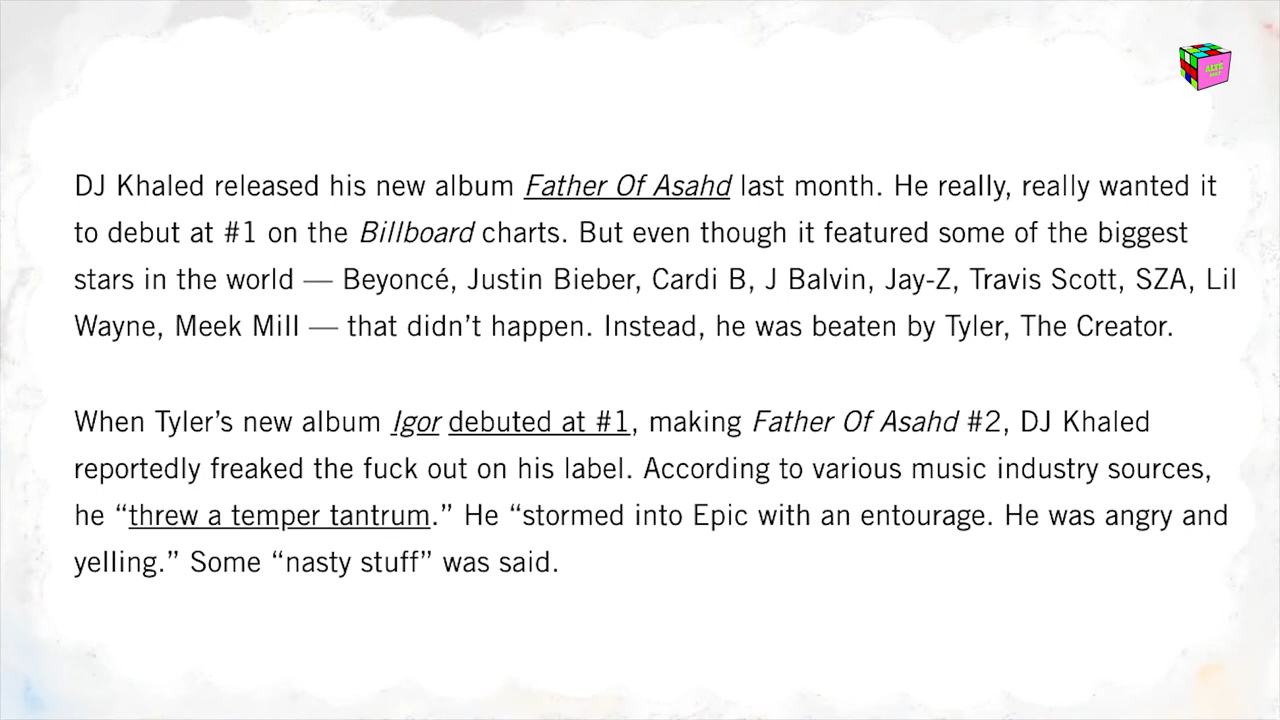 DJ Khaled released his new album Father Of Asahd last month. He really, really wanted it
to debut at #1 on the Billboard charts. But even though it featured some of the biggest
stars in the world — Beyoncé, Justin Bieber, Cardi B, J Balvin, Jay-Z, Travis Scott, SZA, Lil
Wayne, Meek Mill — that didn’t happen. Instead, he was beaten by Tyler, The Creator.
When Tyler’s new album Igor debuted at #1, making Father Of Asahd #2, DJ Khaled
reportedly freaked the fuck out on his label. According to various music industry sources,
he “threw a temper tantrum.” He “stormed into Epic with an entourage. He was angry and
yelling.” Some “nasty stuff” was said.